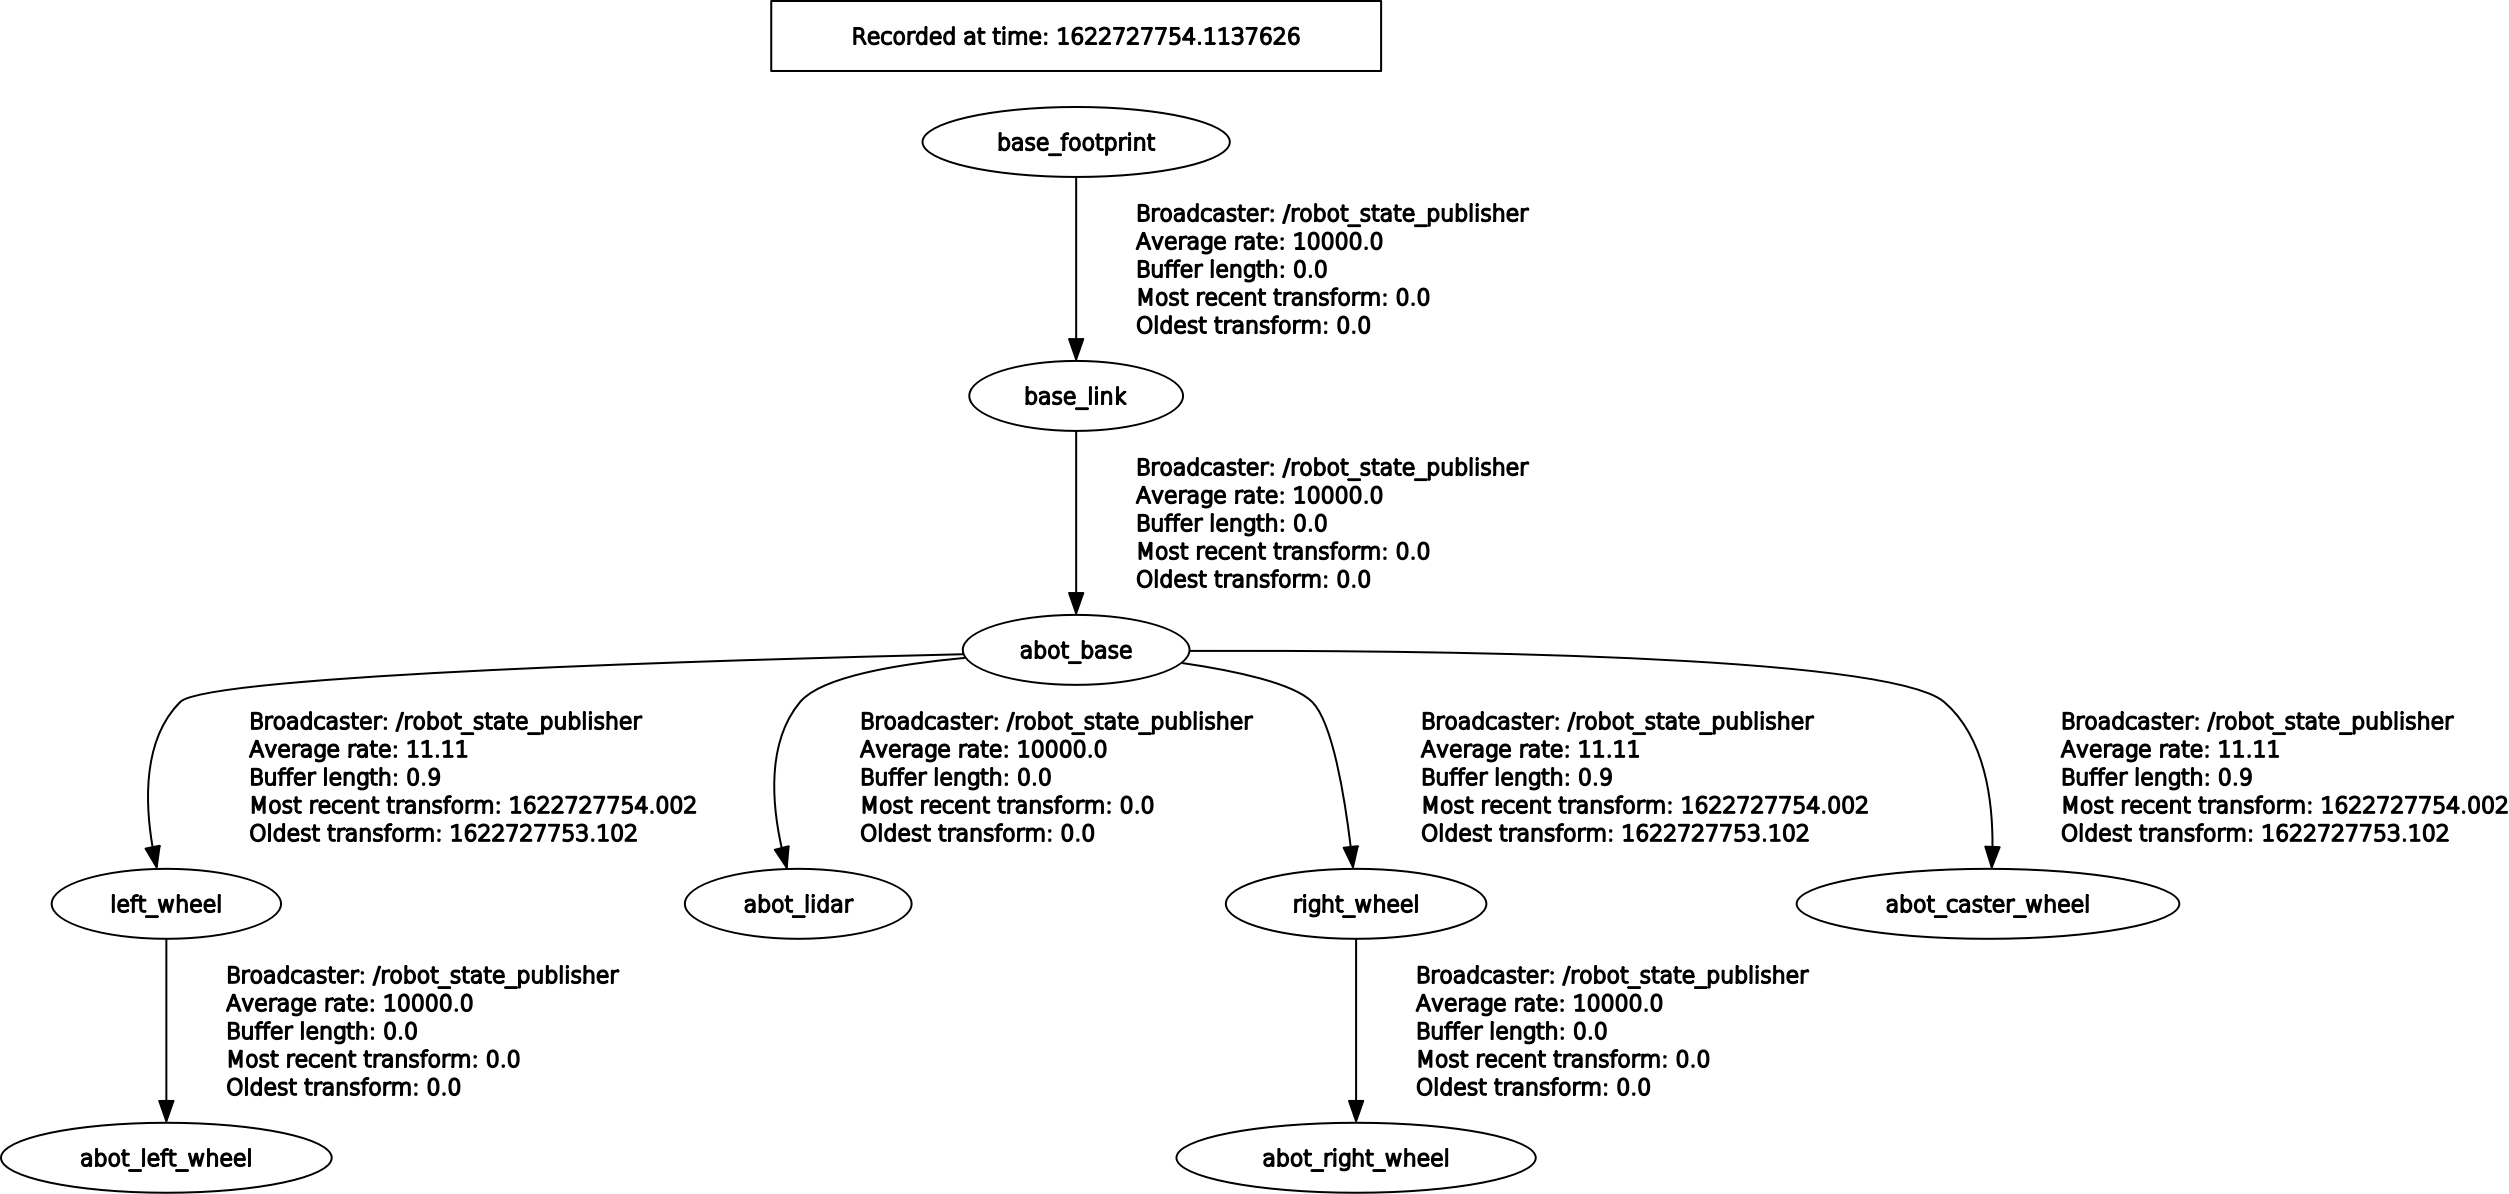 Recorded at time: 1622727754.1137626
base_footprint
Broadcaster: /robot_state_publisher
Average rate: 10000.0
Buffer length: 0.0
Most recent transform: 0.0
Oldest transform: 0.0
base_link
Broadcaster: /robot_state_publisher
Average rate: 10000.0
Buffer length: 0.0
Most recent transform: 0.0
Oldest transform: 0.0
abot_base
Broadcaster: /robot_state_publisher
Average rate: 11.11
Buffer length: 0.9
Most recent transform: 1622727754.002
Oldest transform: 1622727753.102
Broadcaster: /robot_state_publisher
Average rate: 10000.0
Buffer length: 0.0
Most recent transform: 0.0
Oldest transform: 0.0
Broadcaster: /robot_state_publisher
Average rate: 11.11
Buffer length: 0.9
Most recent transform: 1622727754.002
Oldest transform: 1622727753.102
Broadcaster: /robot_state_publisher
Average rate: 11.11
Buffer length: 0.9
Most recent transform: 1622727754.002
Oldest transform: 1622727753.102
left_wheel
abot_lidar
right_wheel
abot_caster_wheel
Broadcaster: /robot_state_publisher
Average rate: 10000.0
Buffer length: 0.0
Most recent transform: 0.0
Oldest transform: 0.0
Broadcaster: /robot_state_publisher
Average rate: 10000.0
Buffer length: 0.0
Most recent transform: 0.0
Oldest transform: 0.0
abot_left_wheel
abot_right_wheel